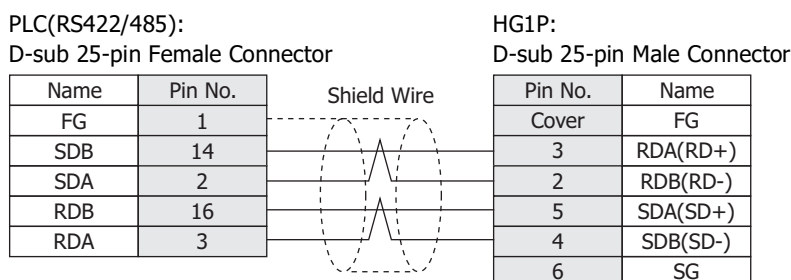 PLC(RS422/485):
D-sub 25-pin Female Connector
HG1P:
D-sub 25-pin Male Connector
Name Pin No. Shield Wire Pin No. Name
FG 1 Cover FG
SDB 14 3 RDA(RD+)
SDA 2 2 RDB(RD-)
RDB 16 5 SDA(SD+)
RDA 3 4 SDB(SD-)
6 SG